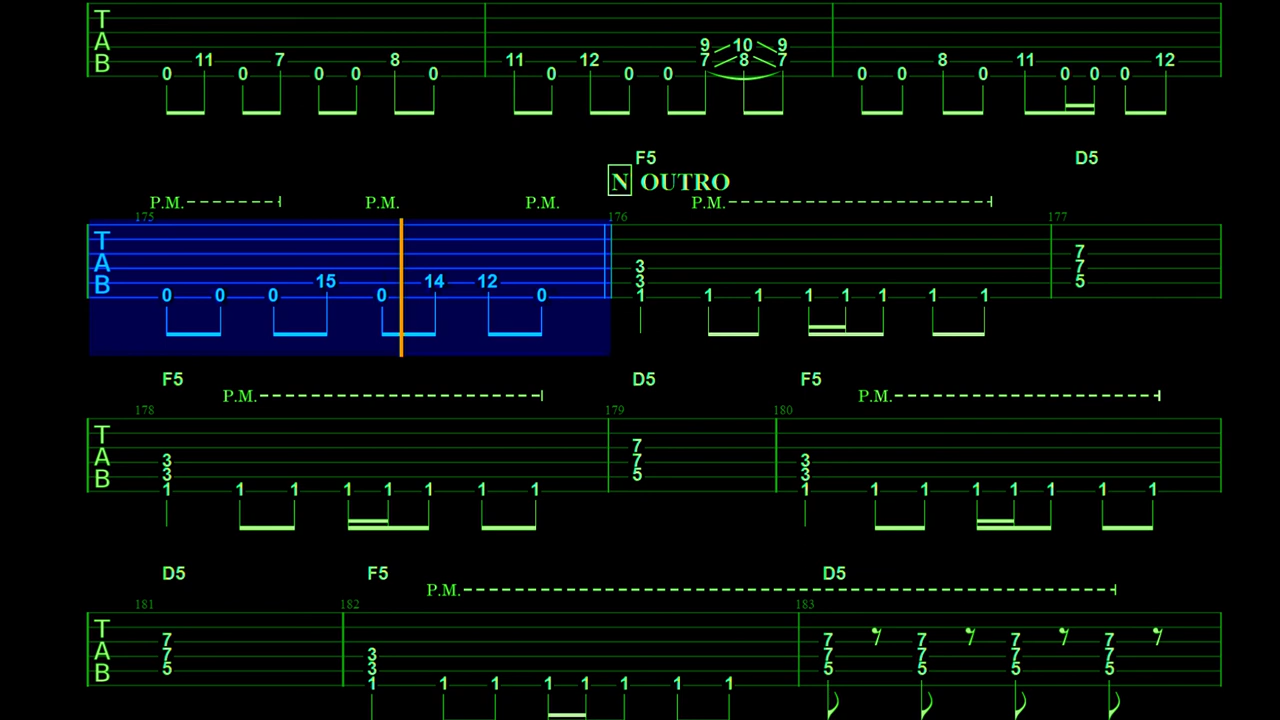 9 10 9
T 11 7 8 11 12 7 8 7 8 11 12
A 0 0 0 0 0 0 0 0 0 0 0 0 0 0 0
B
F5 D5
N OUTRO
P.M. P.M. P.M. P.M.
175 176 177
T 7
A 3 7
B 15 14 12 3 5
0 0 0 0 0 1 1 1 1 1 1 1 1
F5 D5 F5
P.M. P.M.
178 179 180
T 7
A 3 7 3
B 3 5 3
1 1 1 1 1 1 1 1 1 1 1 1 1 1 1 1
D5 F5 D5
P.M.
181 182 183
T 7 7 7 7 7
A 7 3 7 7 7 7
B 5 3 5 5 5 5
1 1 1 1 1 1 1 1